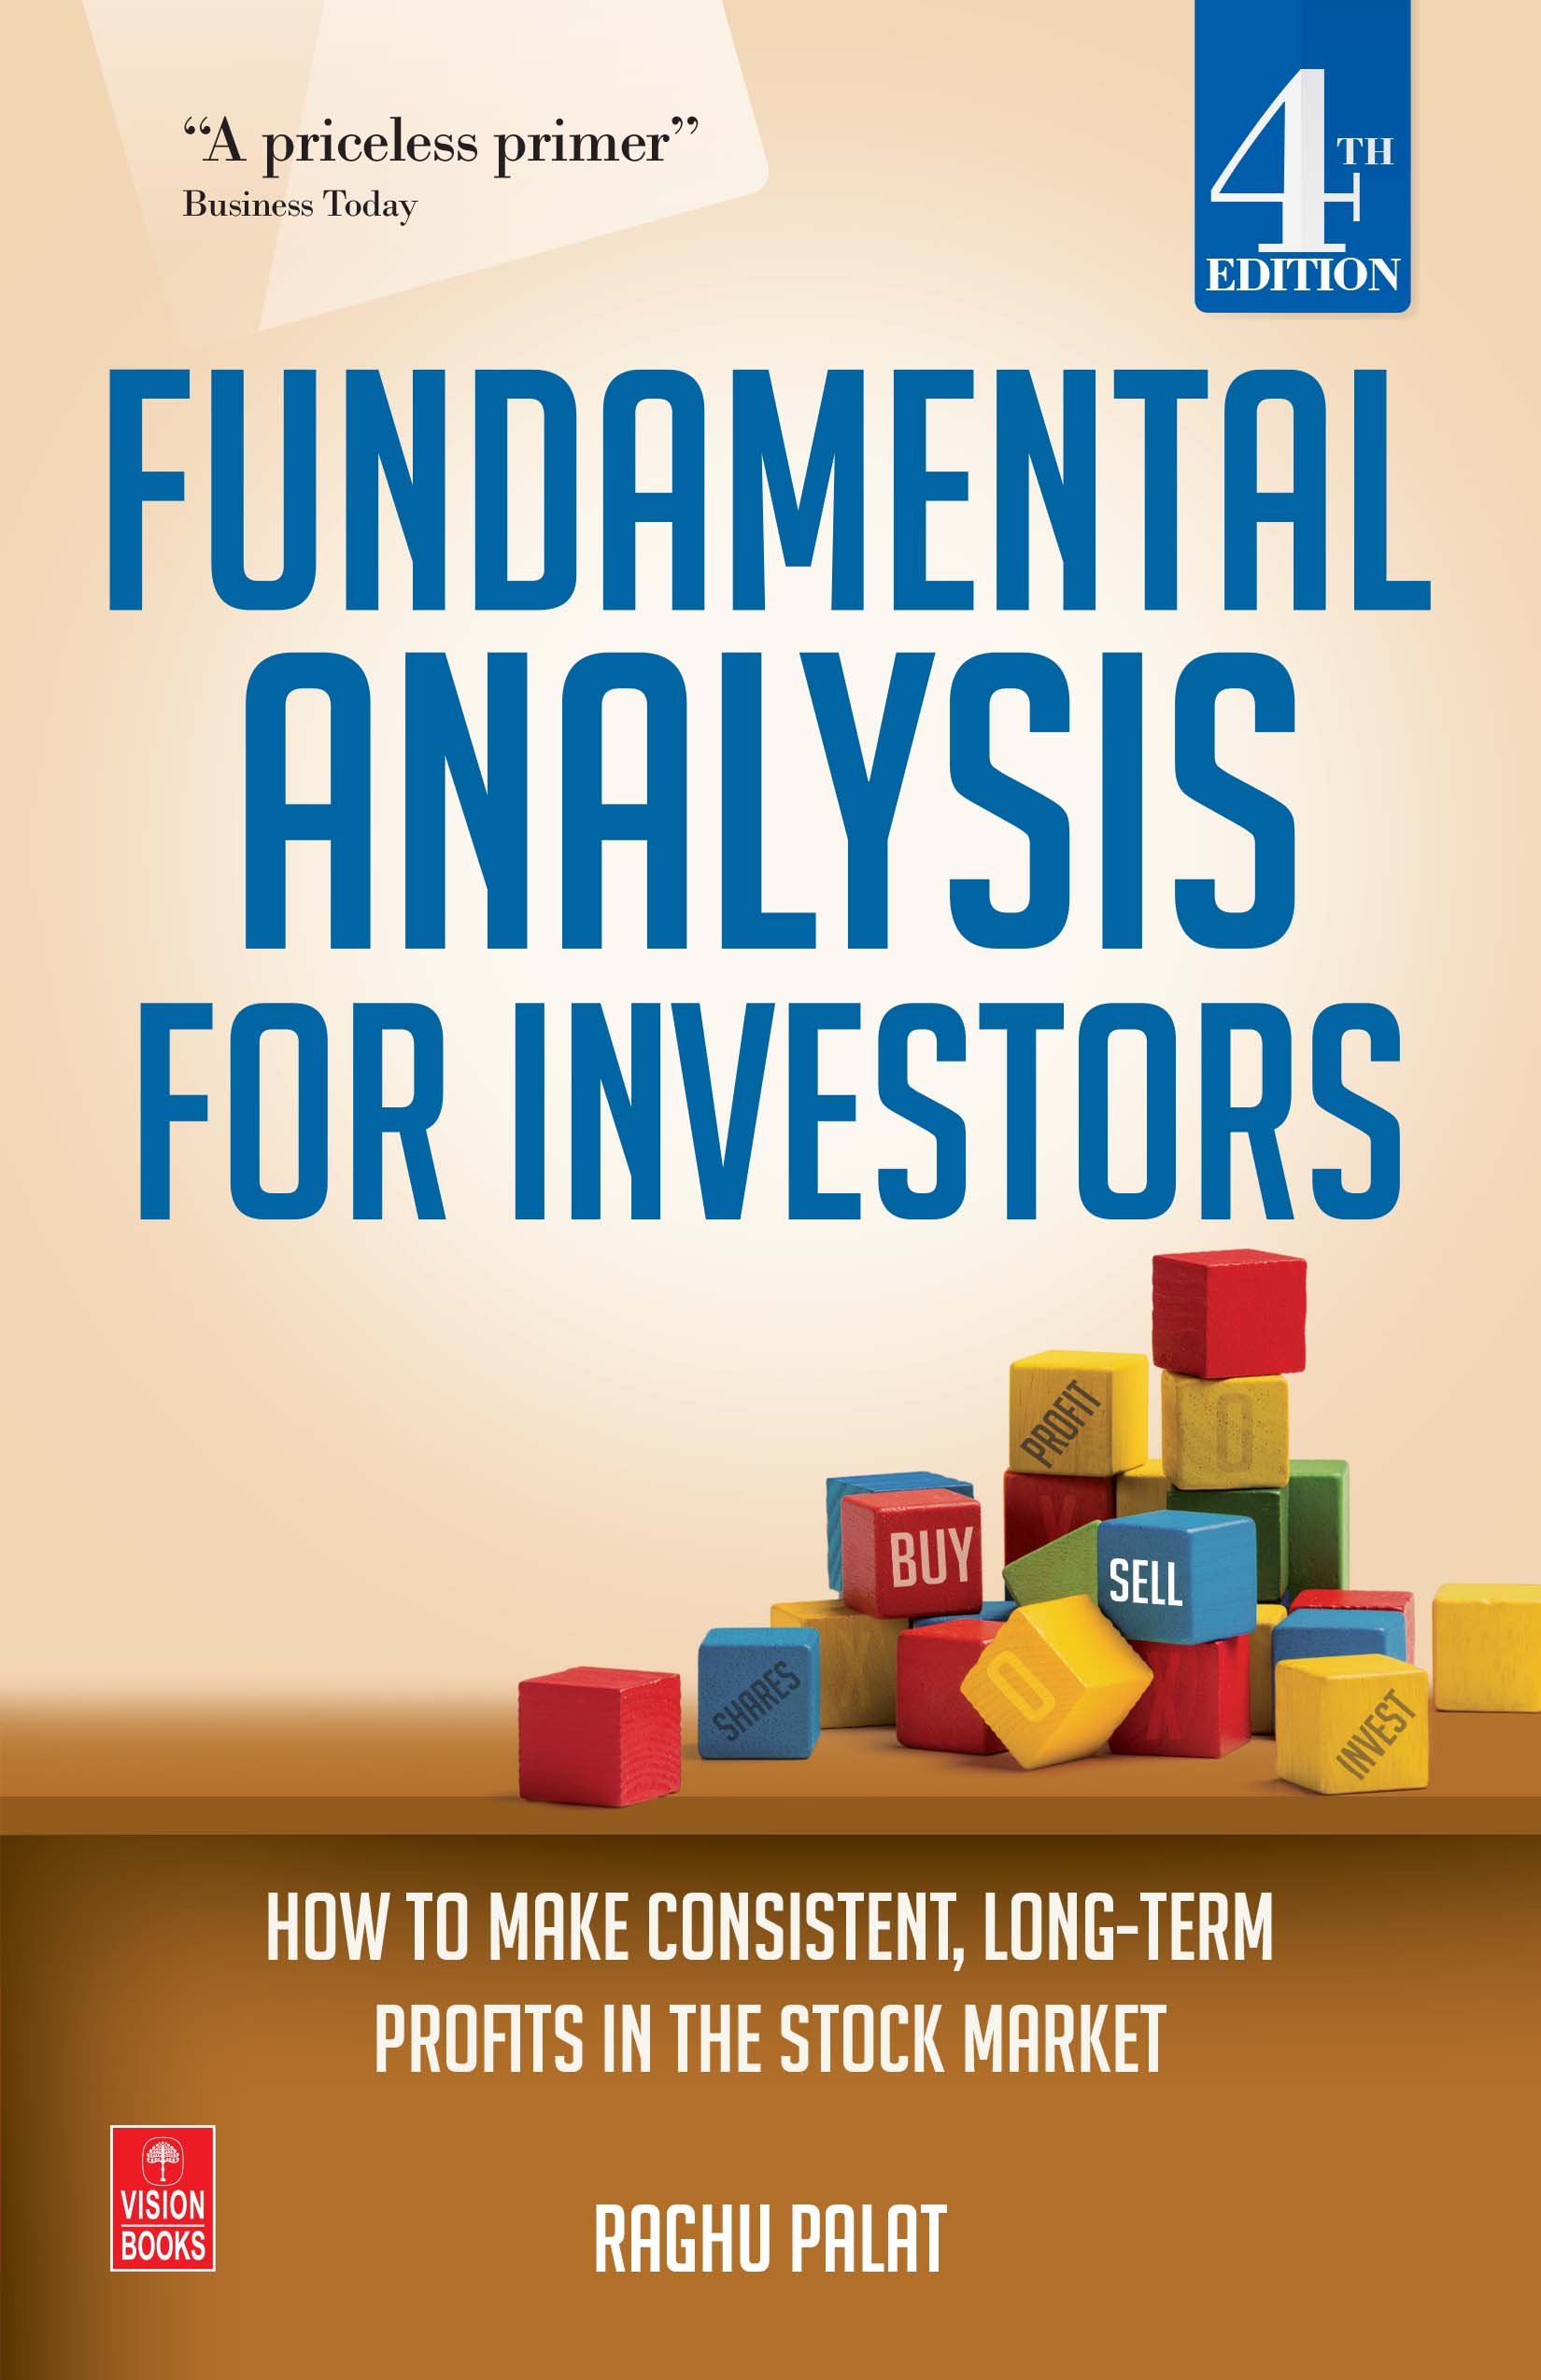 “A priceless primer”
Business Today
4TH
EDITION
FUNDAMENTAL
ANALYSIS
FOR INVESTORS
PROFIT
O
X
BUY
SELL
SHARES
X
O
X
INVEST
HOW TO MAKE CONSISTENT, LONG-TERM
PROFITS IN THE STOCK MARKET
VISION
BOOKS
RAGHU PALAT